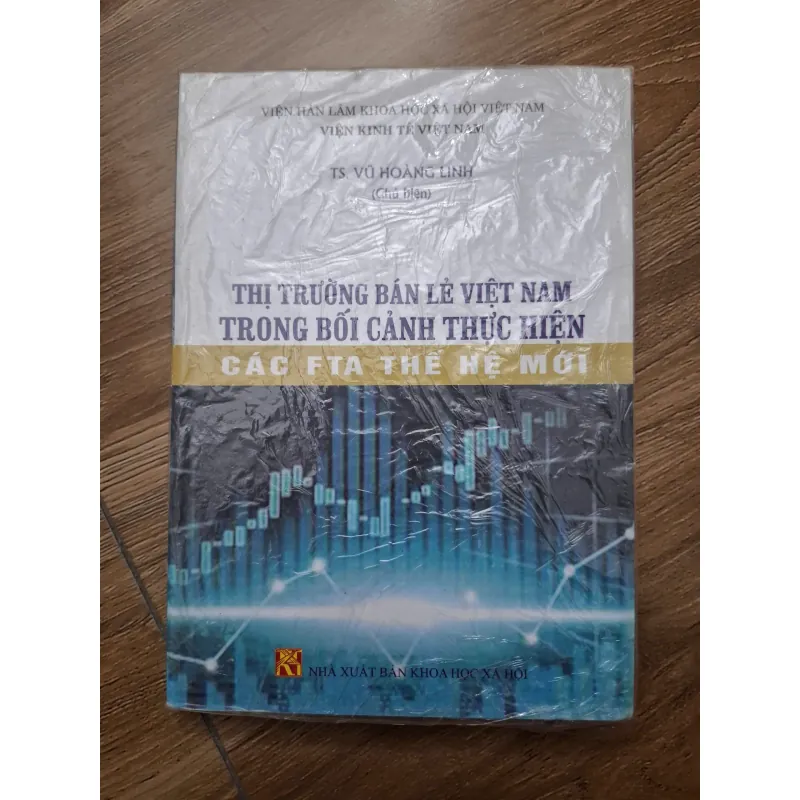 VIỆN HÀN LÂM KHOA HỌC XÃ HỘI VIỆT NAM
VIỆN KINH TẾ VIỆT NAM
TS. VŨ HOÀNG LINH
(Chủ biên)
THỊ TRƯỜNG BÁN LẺ VIỆT NAM
TRONG BỐI CẢNH THỰC HIỆN
CÁC FTA THẾ HỆ MỚI
NHÀ XUẤT BẢN KHOA HỌC XÃ HỘI